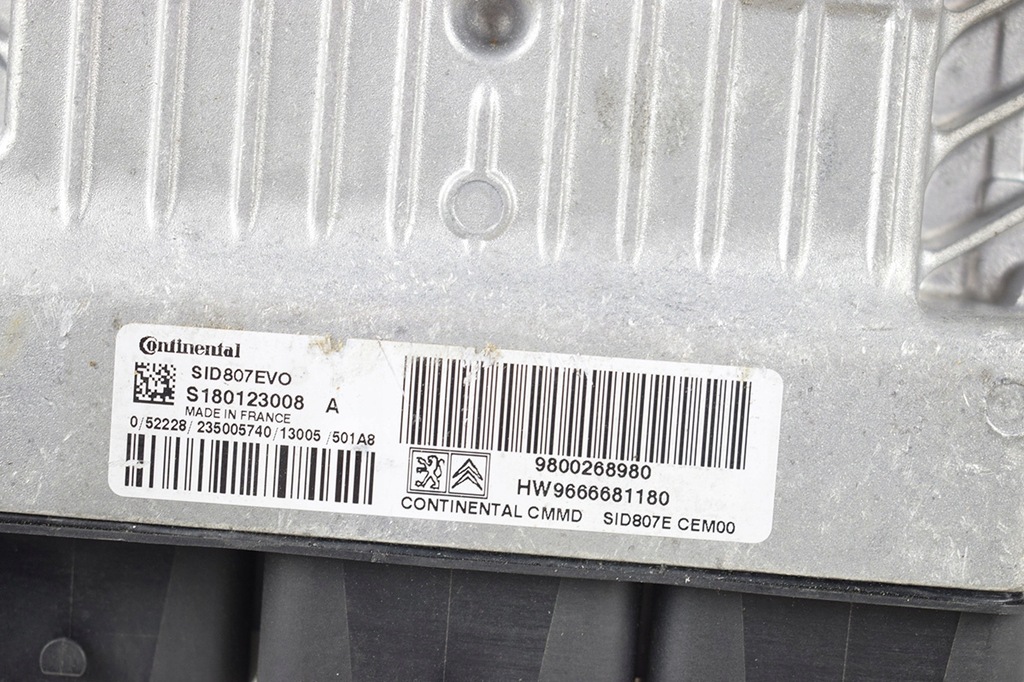 Continental
SID807EVO
S180123008 A
MADE IN FRANCE
0/52228/235005740/13005/501A8
9800268980
HW9666681180
CONTINENTAL CMMD SID807E CEM00